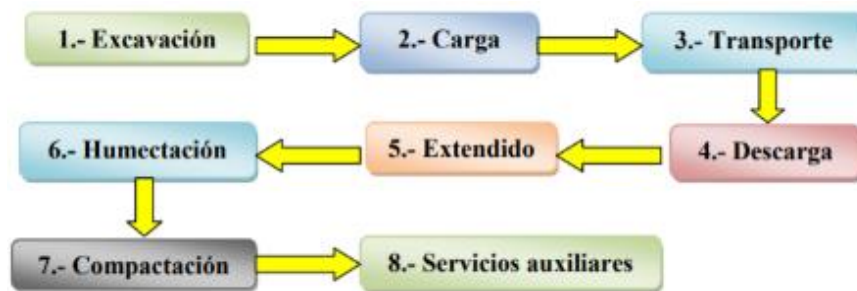 1.- Excavación
2.- Carga
3.- Transporte
4.- Descarga
5.- Extendido
6.- Humectación
7.- Compactación
8.- Servicios auxiliares